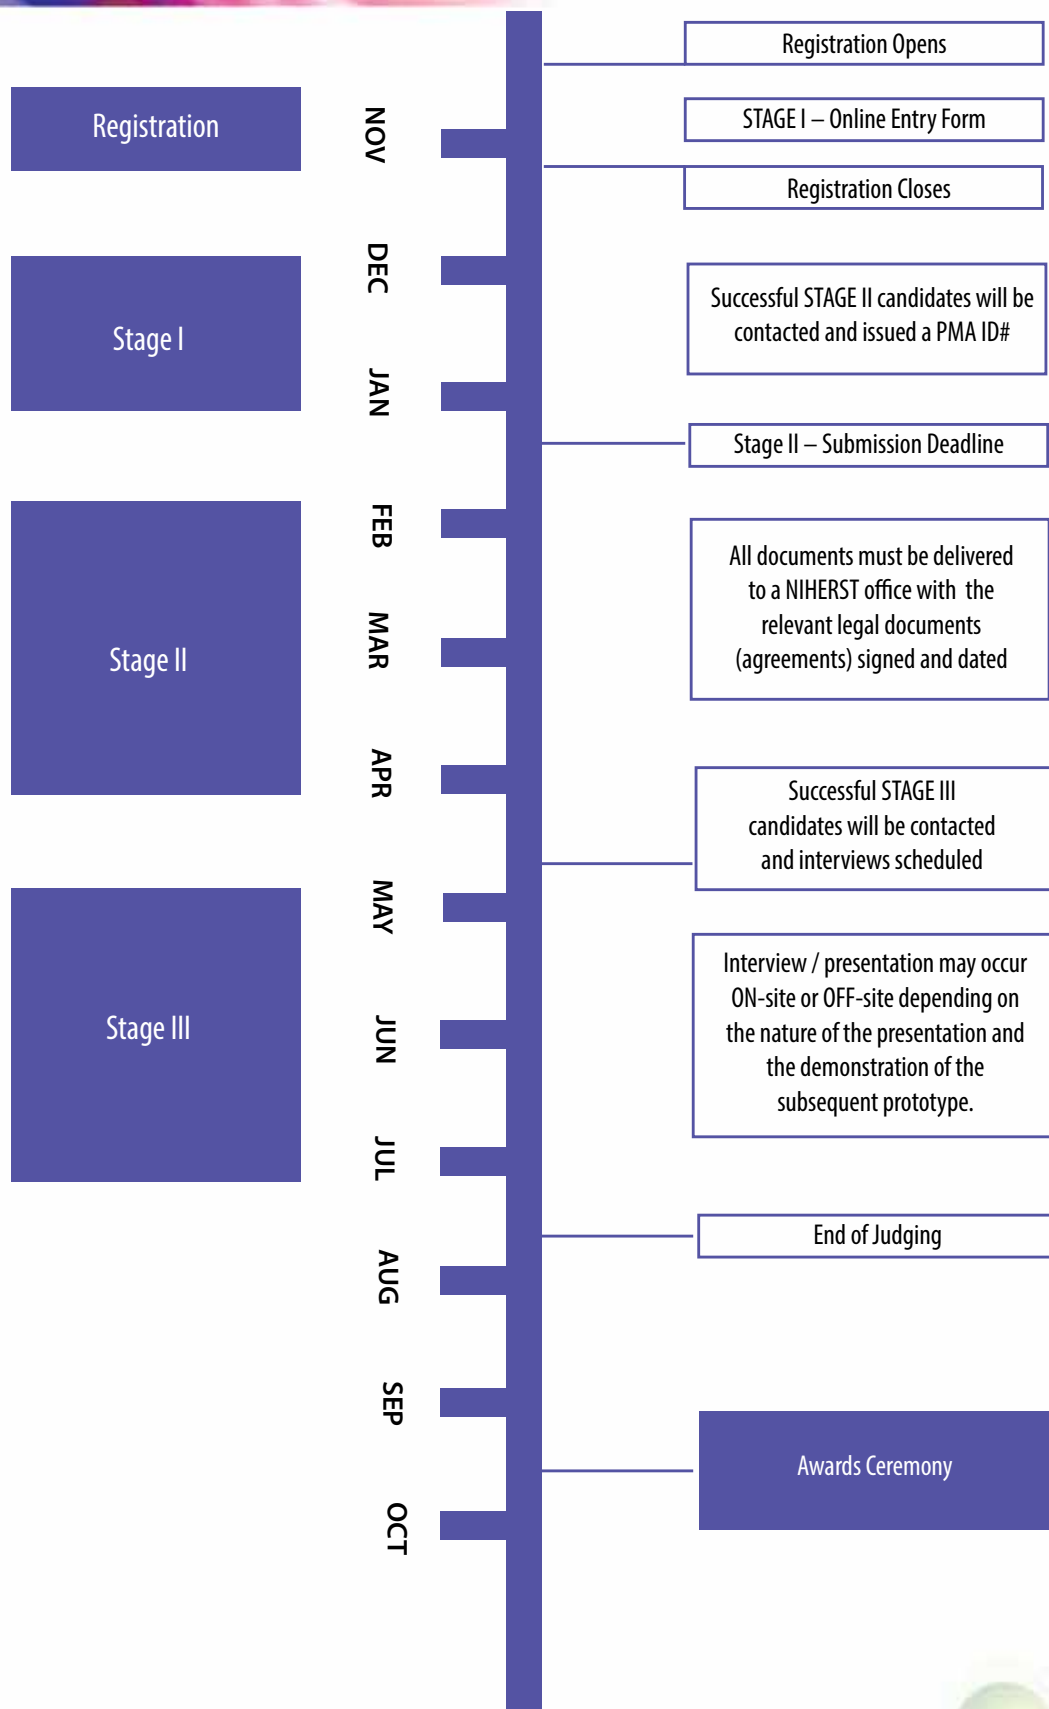 Registration
Stage I
Stage II
Stage III
NOV
DEC
JAN
FEB
MAR
APR
MAY
JUN
JUL
AUG
SEP
OCT
Registration Opens
STAGE I – Online Entry Form
Registration Closes
Successful STAGE II candidates will be
contacted and issued a PMA ID#
Stage II – Submission Deadline
All documents must be delivered
to a NIHERST office with the
relevant legal documents
(agreements) signed and dated
Successful STAGE III
candidates will be contacted
and interviews scheduled
Interview / presentation may occur
ON-site or OFF-site depending on
the nature of the presentation and
the demonstration of the
subsequent prototype.
End of Judging
Awards Ceremony